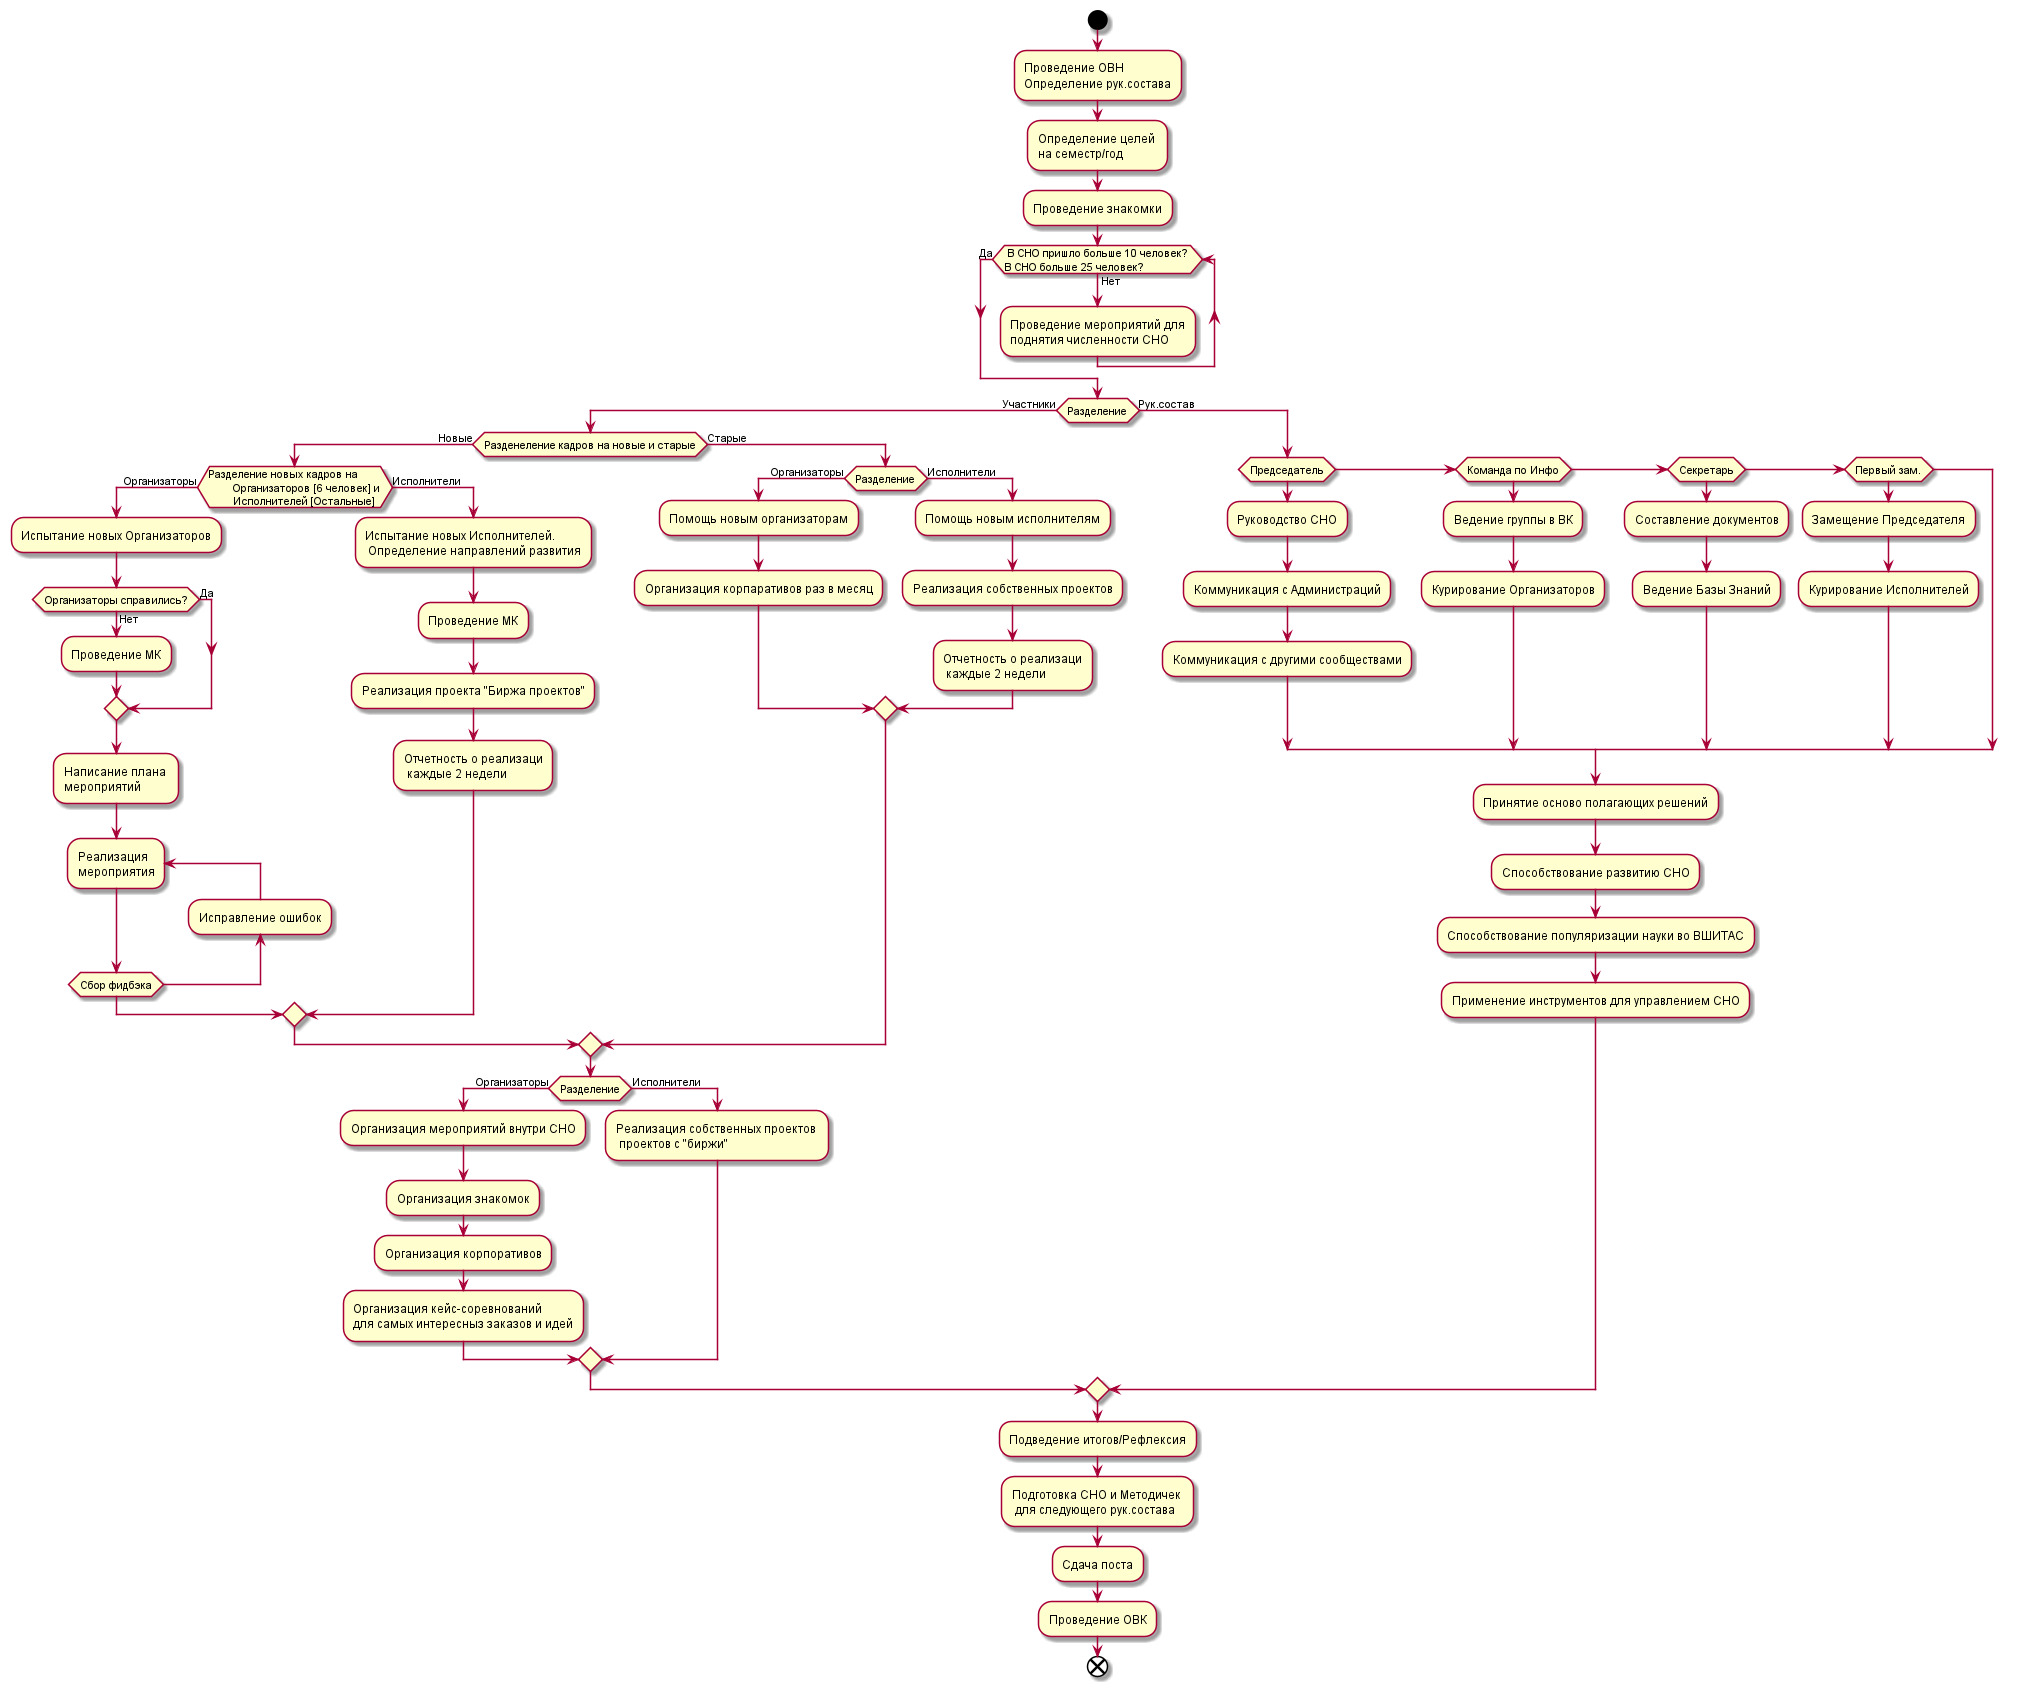 Проведение ОВН
Определение рук.состава
Определение целей
на семестр/год
Проведение знакомки
Да
В СНО пришло больше 10 человек?
В СНО больше 25 человек?
Нет
Проведение мероприятий для
поднятия численности СНО
Участники
Разделение
Рук.состав
Новые
Разденеление кадров на новые и старые
Старые
Организаторы
Разделение новых кадров на
Организаторов [6 человек] и
Исполнителей [Остальные]
Исполнители
Испытание новых Организаторов
Организаторы справились?
Да
Нет
Проведение МК
Написание плана
мероприятий
Реализация
мероприятия
Исправление ошибок
Сбор фидбэка
Испытание новых Исполнителей.
Определение направлений развития
Проведение МК
Реализация проекта "Биржа проектов"
Отчетность о реализаци
каждые 2 недели
Организаторы
Разделение
Исполнители
Помощь новым организаторам
Организация корпаративов раз в месяц
Помощь новым исполнителям
Реализация собственных проектов
Отчетность о реализаци
каждые 2 недели
Председатель
Руководство СНО
Коммуникация с Администраций
Коммуникация с другими сообществами
Команда по Инфо
Ведение группы в ВК
Курирование Организаторов
Секретарь
Составление документов
Ведение Базы Знаний
Первый зам.
Замещение Председателя
Курирование Исполнителей
Принятие осново полагающих решений
Способствование развитию СНО
Способствование популяризации науки во ВШИТАС
Применение инструментов для управлением СНО
Организаторы
Разделение
Исполнители
Организация мероприятий внутри СНО
Организация знакомок
Организация корпоративов
Организация кейс-соревнований
для самых интересныз заказов и идей
Реализация собственных проектов
проектов с "биржи"
Подведение итогов/Рефлексия
Подготовка СНО и Методичек
для следующего рук.состава
Сдача поста
Проведение ОВК